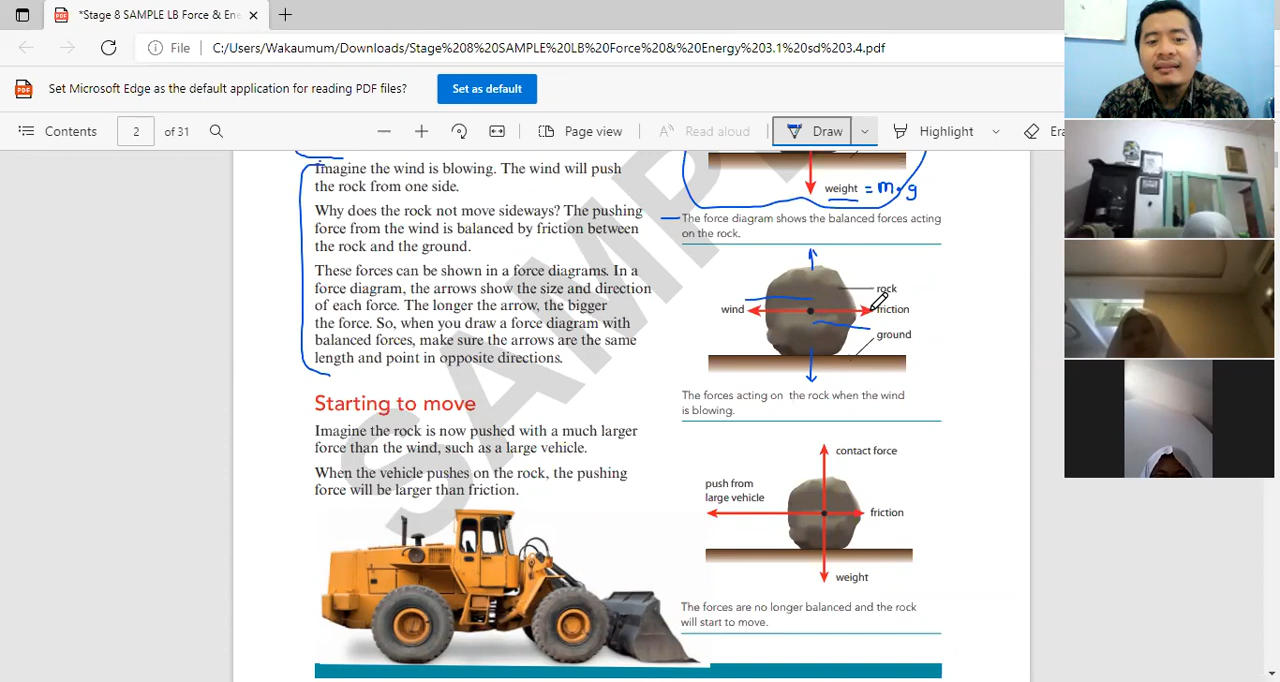 *Stage 8 SAMPLE LB Force & Ene
File
C:/Users/Wakaumum/Downloads/Stage%208%20SAMPLE%20LB%20Force%20&%20Energy%203.1%20sd%203.4.pdf
Set Microsoft Edge as the default application for reading PDF files?
Set as default
Contents
2
of 31
Page view
Read aloud
Draw
Highlight
Era
Imagine the wind is blowing. The wind will push
the rock from one side.
Why does the rock not move sideways? The pushing
force from the wind is balanced by friction between
the rock and the ground.
These forces can be shown in a force diagrams. In a
force diagram, the arrows show the size and direction
of each force. The longer the arrow, the bigger
the force. So, when you draw a force diagram with
balanced forces, make sure the arrows are the same
length and point in opposite directions.
Starting to move
Imagine the rock is now pushed with a much larger
force than the wind, such as a large vehicle.
When the vehicle pushes on the rock, the pushing
force will be larger than friction.
weight = m.g
The force diagram shows the balanced forces acting
on the rock.
rock
wind
friction
ground
The forces acting on the rock when the wind
is blowing.
contact force
push from
large vehicle
friction
weight
The forces are no longer balanced and the rock
will start to move.
SAMPL